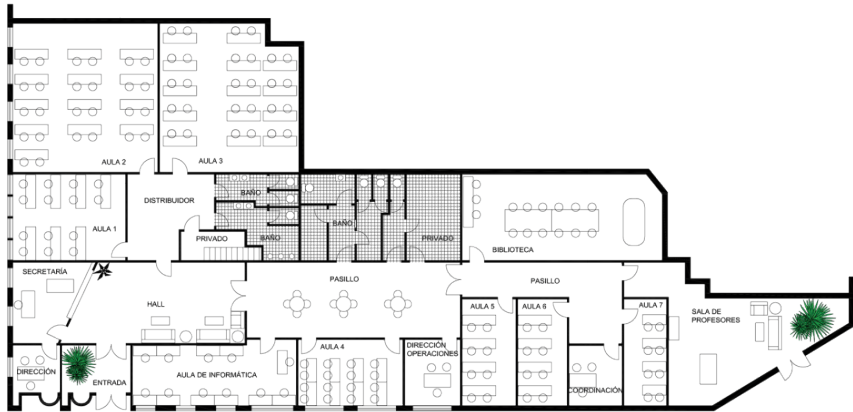 AULA 2
AULA 3
DISTRIBUIDOR
BAÑO
AULA 1
PRIVADO
BAÑO
BAÑO
PRIVADO
BIBLIOTECA
SECRETARÍA
HALL
PASILLO
PASILLO
AULA 5
AULA 6
AULA 7
SALA DE
PROFESORES
DIRECCIÓN
ENTRADA
AULA DE INFORMÁTICA
AULA 4
DIRECCIÓN
OPERACIONES
COORDINACIÓN